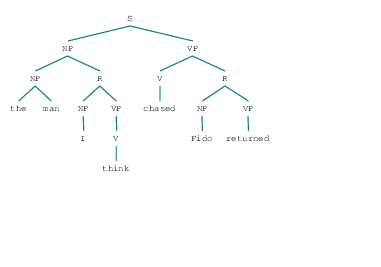 S
NP VP
NP R V R
the man NP VP chased NP VP
I V Fido returned
think